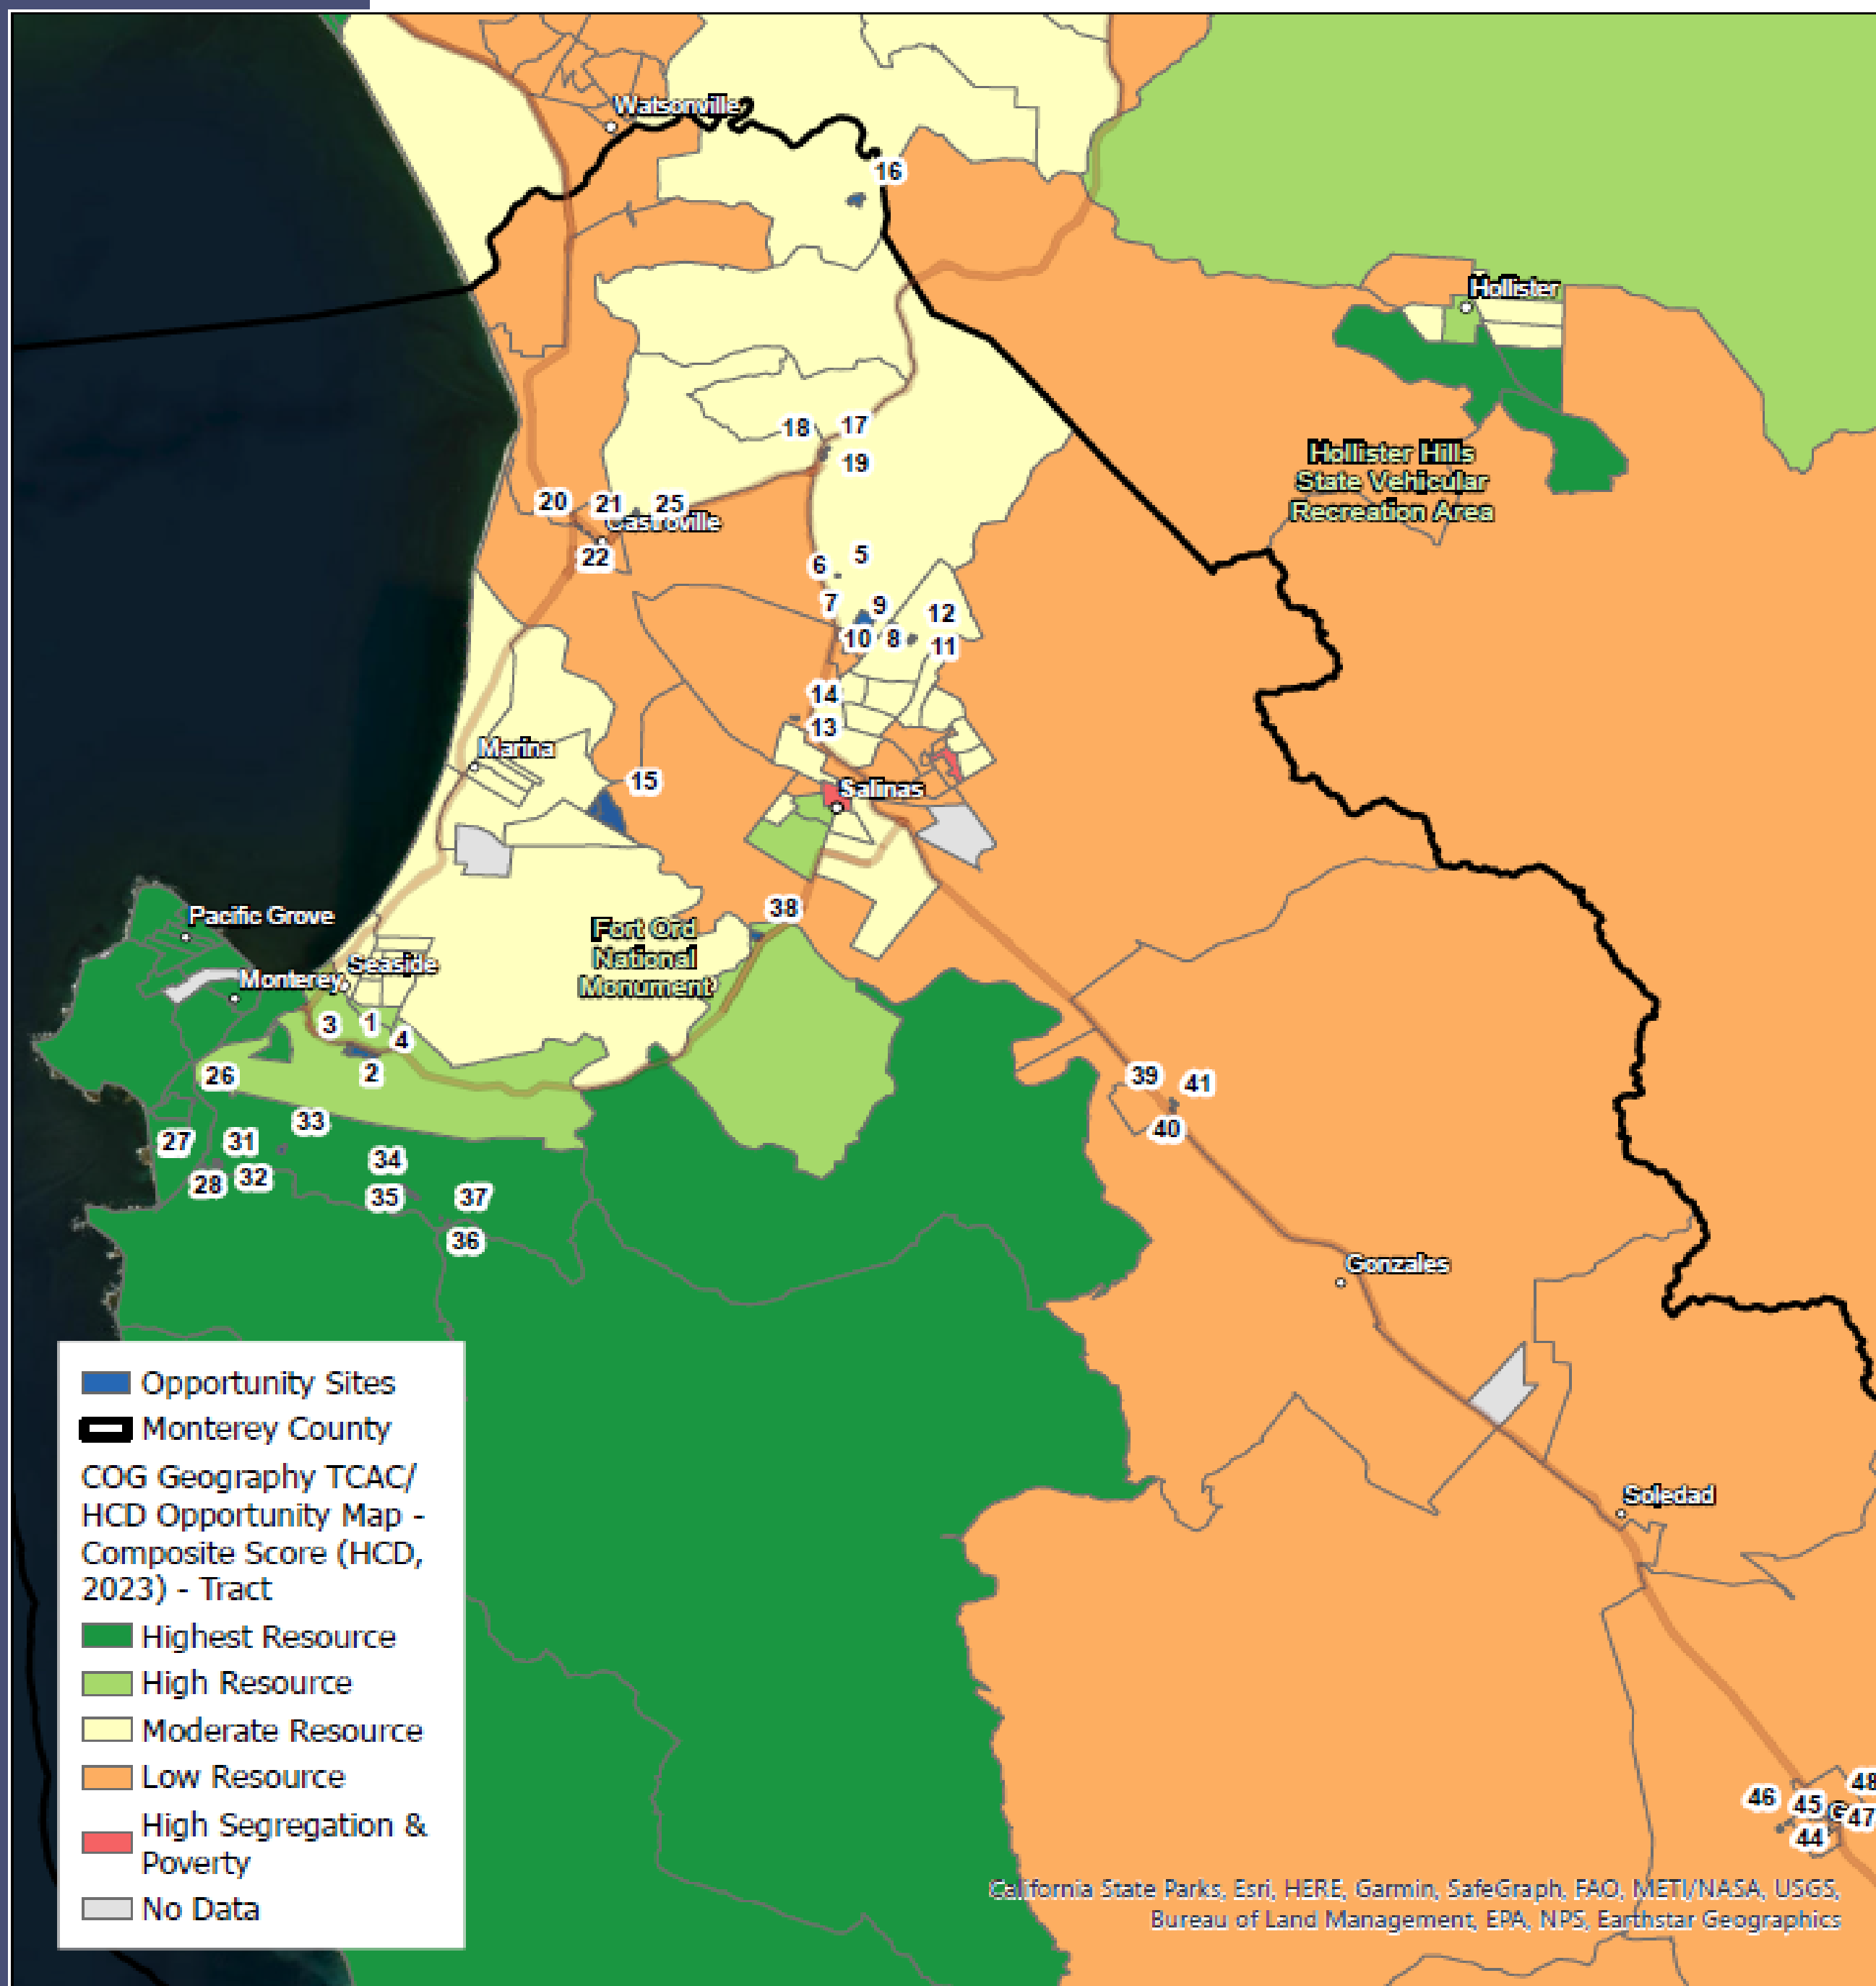 Watsonville
16
Hollister
Hollister Hills
State Vehicular
Recreation Area
18
17
19
20
21
25
Castroville
22
6
5
7
9
12
10
8
11
14
13
Marina
15
Salinas
38
Pacific Grove
Fort Ord
National
Monument
Seaside
Monterey
3
1
4
2
26
39
41
40
33
27
31
34
28
32
35
37
36
Gonzales
Soledad
Opportunity Sites
Monterey County
COG Geography TCAC/
HCD Opportunity Map -
Composite Score (HCD,
2023) - Tract
Highest Resource
High Resource
Moderate Resource
Low Resource
High Segregation &
Poverty
No Data
46
45
48
G
47
44
California State Parks, Esri, HERE, Garmin, SafeGraph, FAO, METI/NASA, USGS,
Bureau of Land Management, EPA, NPS, Earthstar Geographics